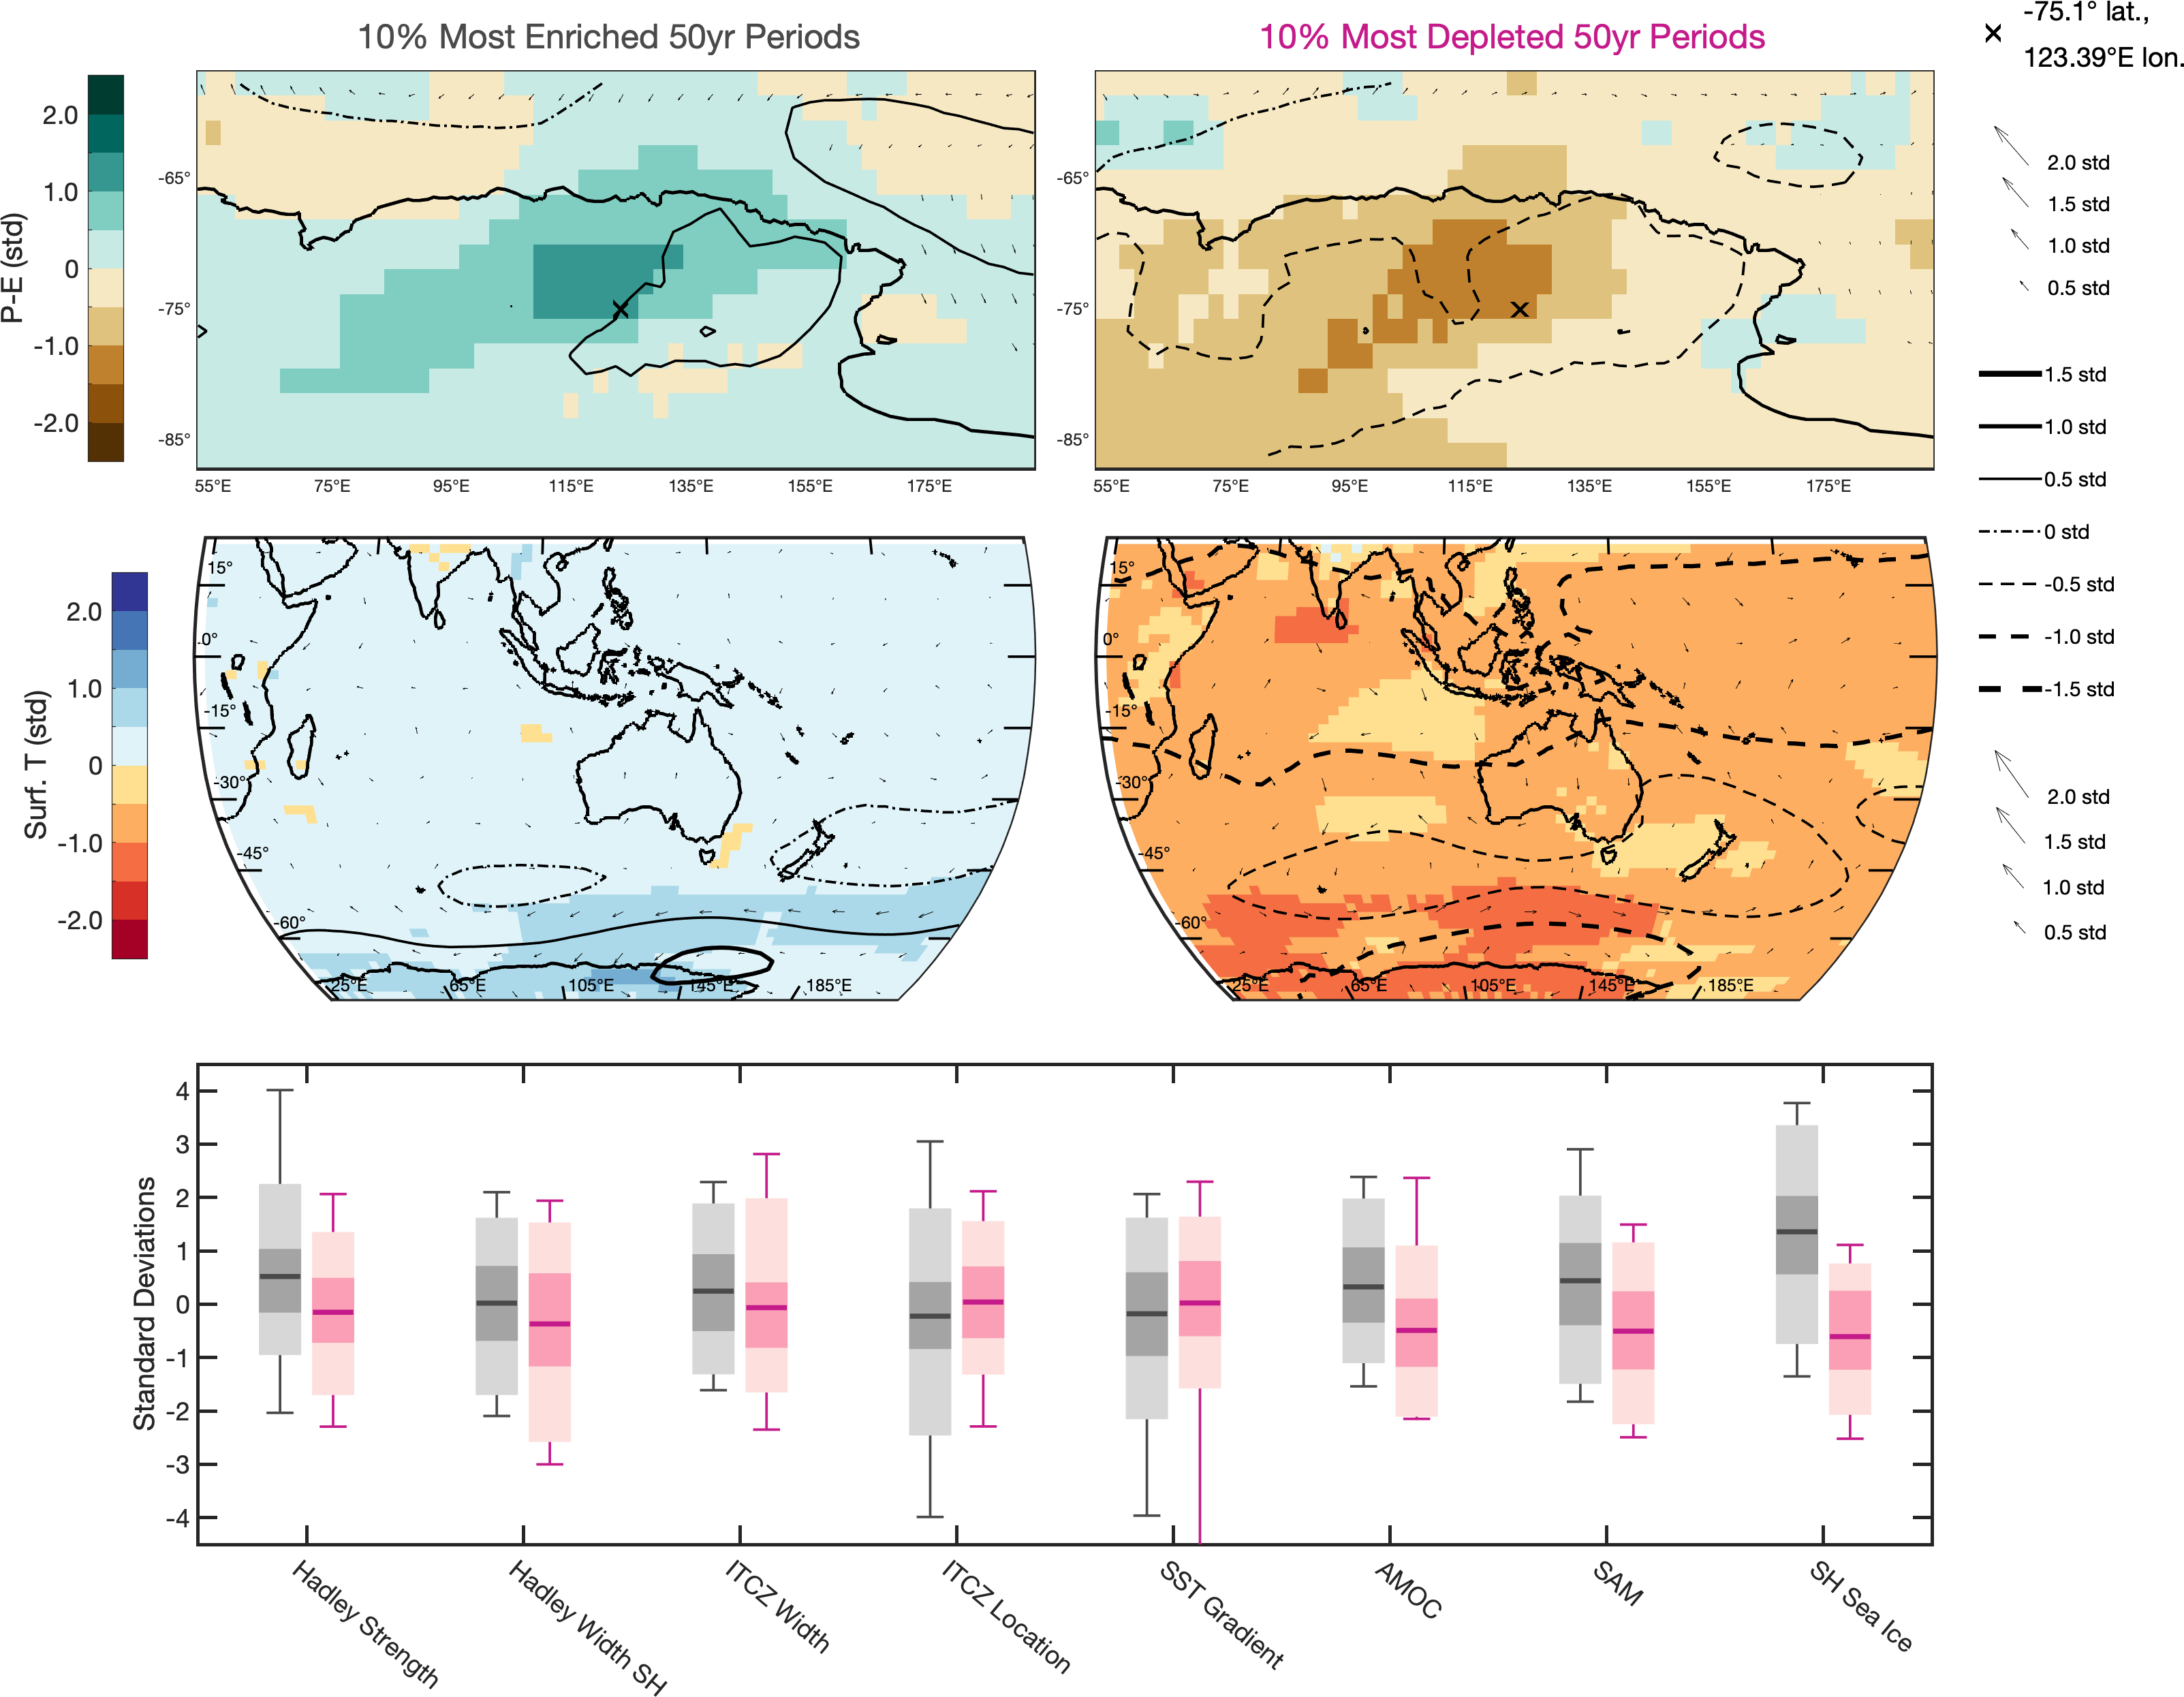 10% Most Enriched 50yr Periods
10% Most Depleted 50yr Periods
-75.1° lat.,
123.39°E lon.
P-E (std)
2.0
1.0
0
-1.0
-2.0
-65°
-75°
-85°
55°E
75°E
95°E
115°E
135°E
155°E
175°E
-65°
-75°
-85°
55°E
75°E
95°E
115°E
135°E
155°E
175°E
2.0 std
1.5 std
1.0 std
0.5 std
1.5 std
1.0 std
0.5 std
0 std
-0.5 std
-1.0 std
-1.5 std
2.0 std
1.5 std
1.0 std
0.5 std
Surf. T (std)
2.0
1.0
0
-1.0
-2.0
15°
0°
-15°
-30°
-45°
-60°
25°E
65°E
105°E
145°E
185°E
15°
0°
-15°
-30°
-45°
-60°
25°E
65°E
105°E
145°E
185°E
Standard Deviations
4
3
2
1
0
-1
-2
-3
-4
Hadley Strength
Hadley Width SH
ITCZ Width
ITCZ Location
SST Gradient
AMOC
SAM
SH Sea Ice